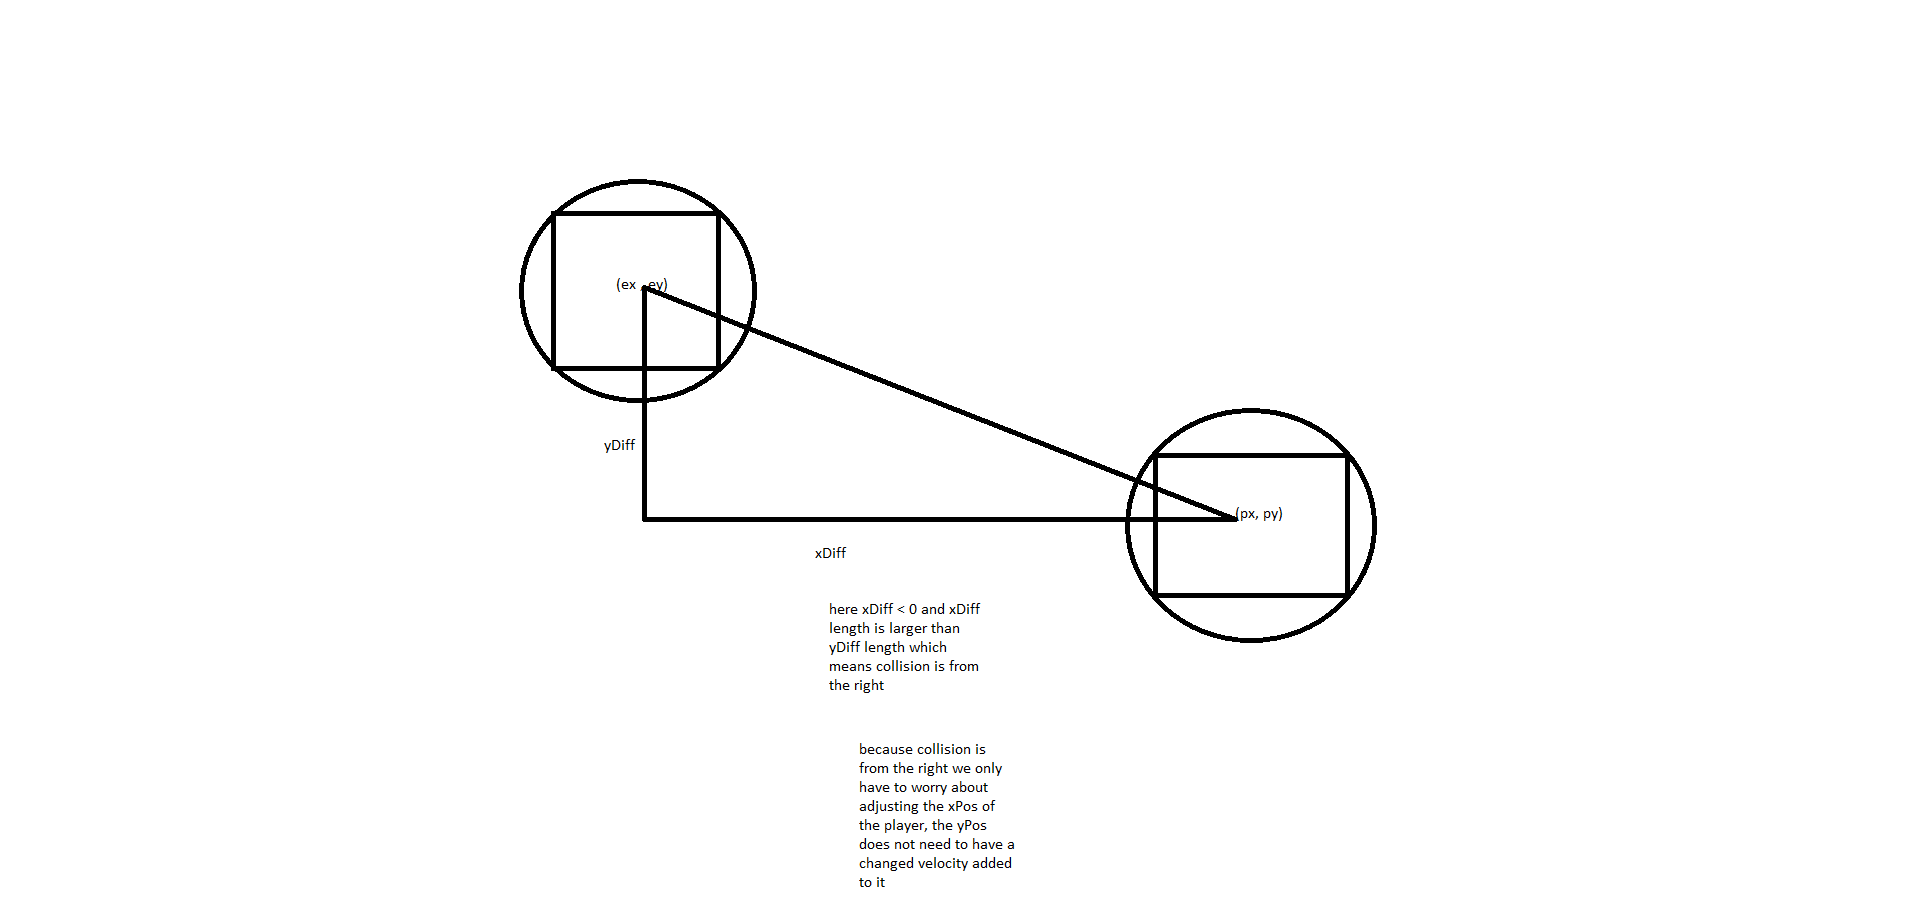 (ex , ey)
yDiff
(px, py)
xDiff
here xDiff < 0 and xDiff
length is larger than
yDiff length which
means collision is from
the right
because collision is
from the right we only
have to worry about
adjusting the xPos of
the player, the yPos
does not need to have a
changed velocity added
to it